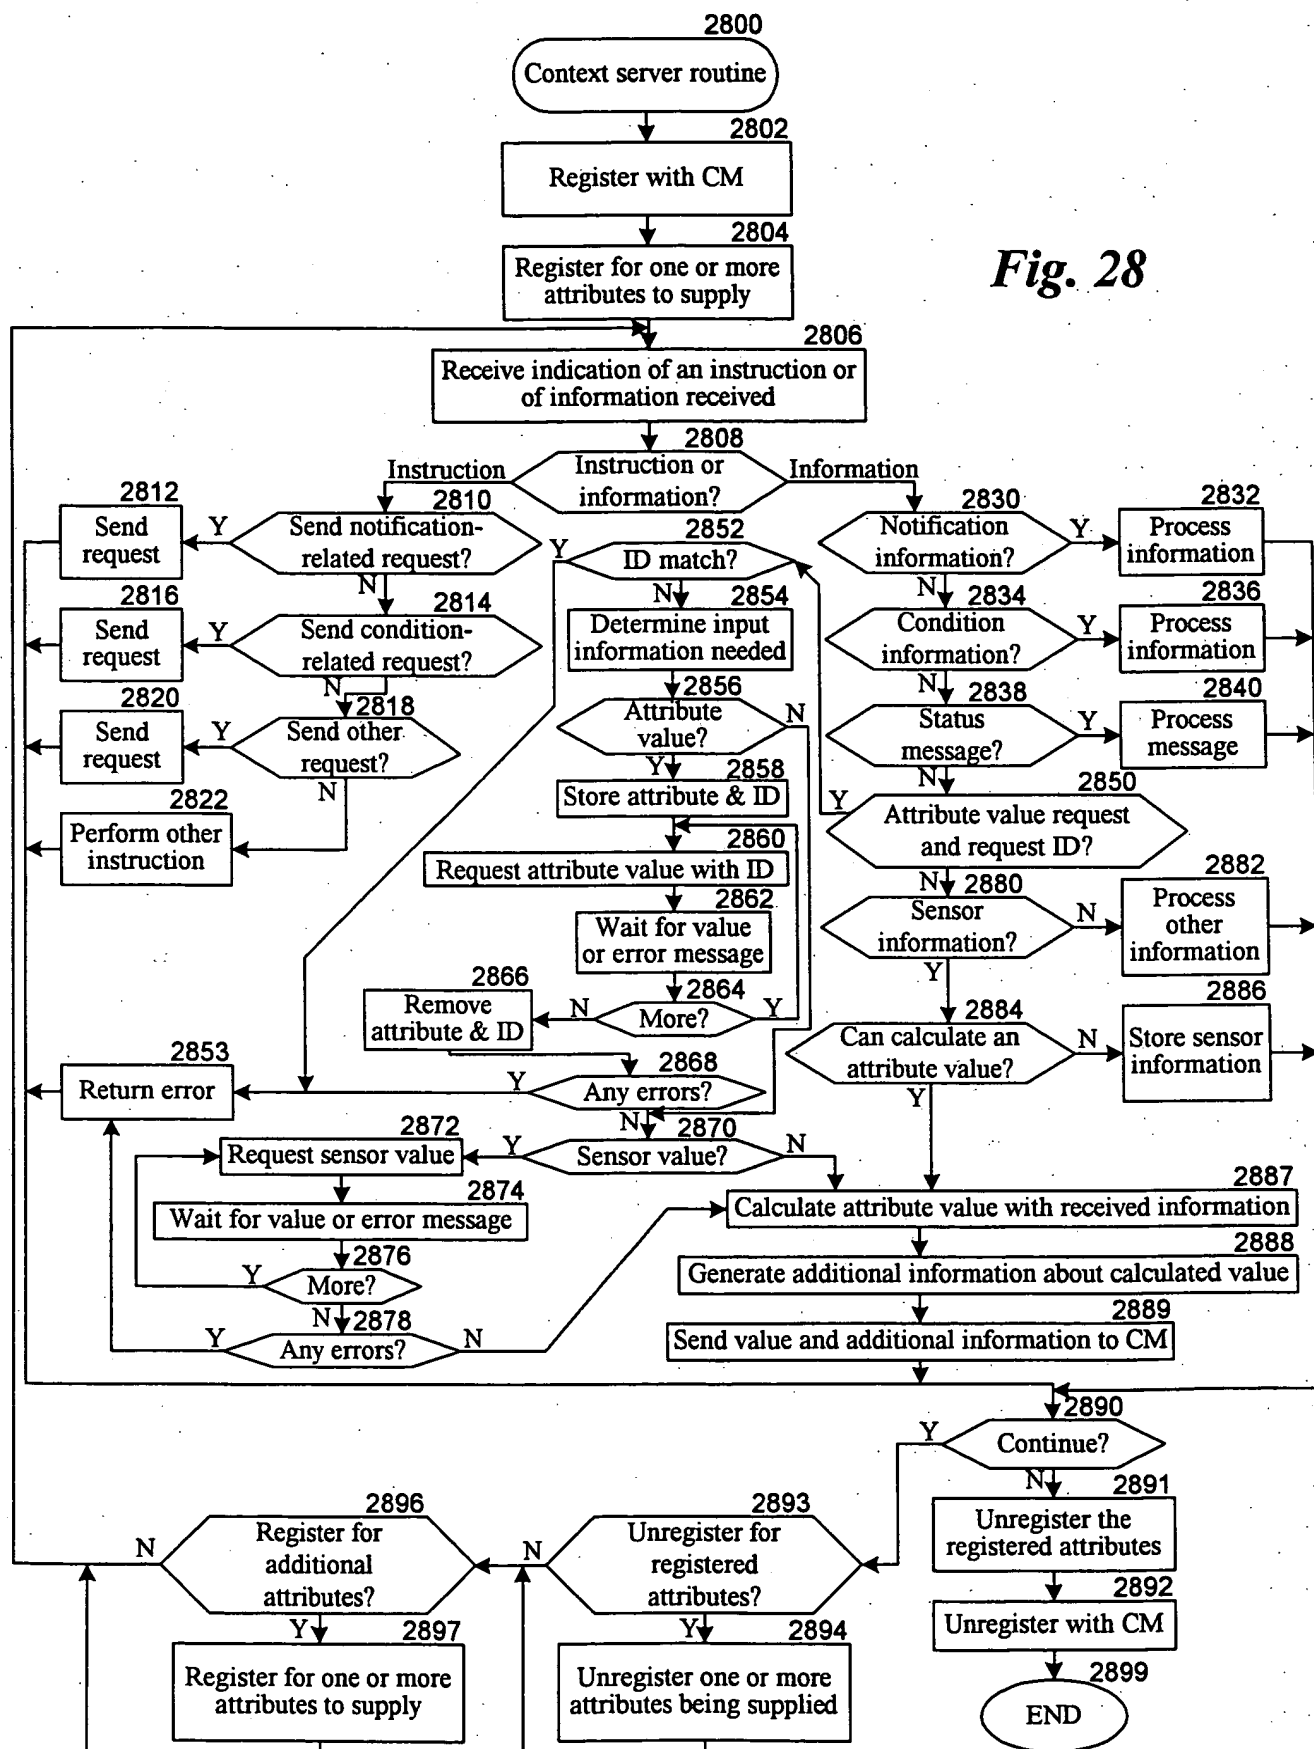 2800
Context server routine
2802
Register with CM
2804
Register for one or more
attributes to supply
Fig. 28
2806
Receive indication of an instruction or
of information received
2808
Instruction or
information?
Instruction
Information
2810
Send notification-
related request?
Y
N
2812
Send
request
2814
Send condition-
related request?
Y
N
2816
Send
request
2818
Send other
request?
Y
N
2820
Send
request
2822
Perform other
instruction
2830
Notification
information?
Y
N
2832
Process
information
2834
Condition
information?
Y
N
2836
Process
information
2838
Status
message?
Y
N
2840
Process
message
2850
Attribute value request
and request ID?
Y
N
2852
ID match?
Y
N
2854
Determine input
information needed
2856
Attribute
value?
N
Y
2858
Store attribute & ID
2860
Request attribute value with ID
2862
Wait for value
or error message
2864
More?
Y
N
2866
Remove
attribute & ID
2868
Any errors?
Y
N
2853
Return error
2870
Sensor value?
Y
N
2872
Request sensor value
2874
Wait for value or error message
2876
More?
Y
N
2878
Any errors?
Y
N
2880
Sensor
information?
N
Y
2882
Process
other
information
2884
Can calculate an
attribute value?
N
Y
2886
Store sensor
information
2887
Calculate attribute value with received information
2888
Generate additional information about calculated value
2889
Send value and additional information to CM
2890
Continue?
Y
N
2891
Unregister the
registered attributes
2892
Unregister with CM
2899
END
2893
Unregister for
registered
attributes?
N
Y
2894
Unregister one or more
attributes being supplied
2896
Register for
additional
attributes?
N
Y
2897
Register for one or more
attributes to supply